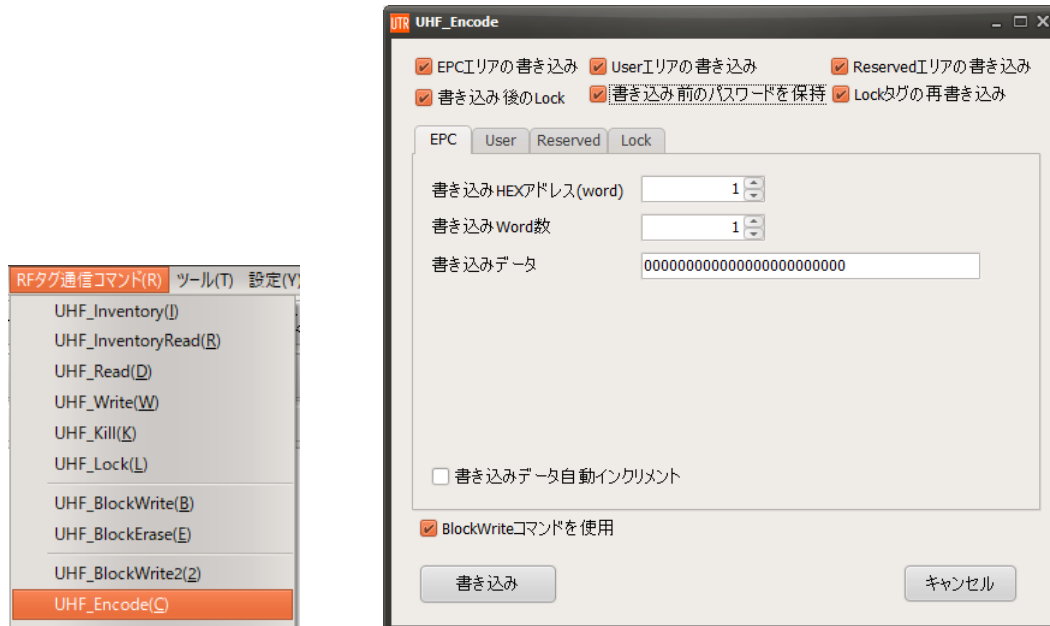 RFタグ通信コマンド(R) ツール(T) 設定(Y)
UHF_Inventory(I)
UHF_InventoryRead(R)
UHF_Read(D)
UHF_Write(W)
UHF_Kill(K)
UHF_Lock(L)
UHF_BlockWrite(B)
UHF_BlockErase(E)
UHF_BlockWrite2(2)
UHF_Encode(C)
UTR UHF_Encode
EPCエリアの書き込み Userエリアの書き込み Reservedエリアの書き込み
書き込み後のLock 書き込み前のパスワードを保持 Lockタグの再書き込み
EPC User Reserved Lock
書き込みHEXアドレス(word) 1
書き込みWord数 1
書き込みデータ 000000000000000000000000
書き込みデータ自動インクリメント
BlockWriteコマンドを使用
書き込み キャンセル